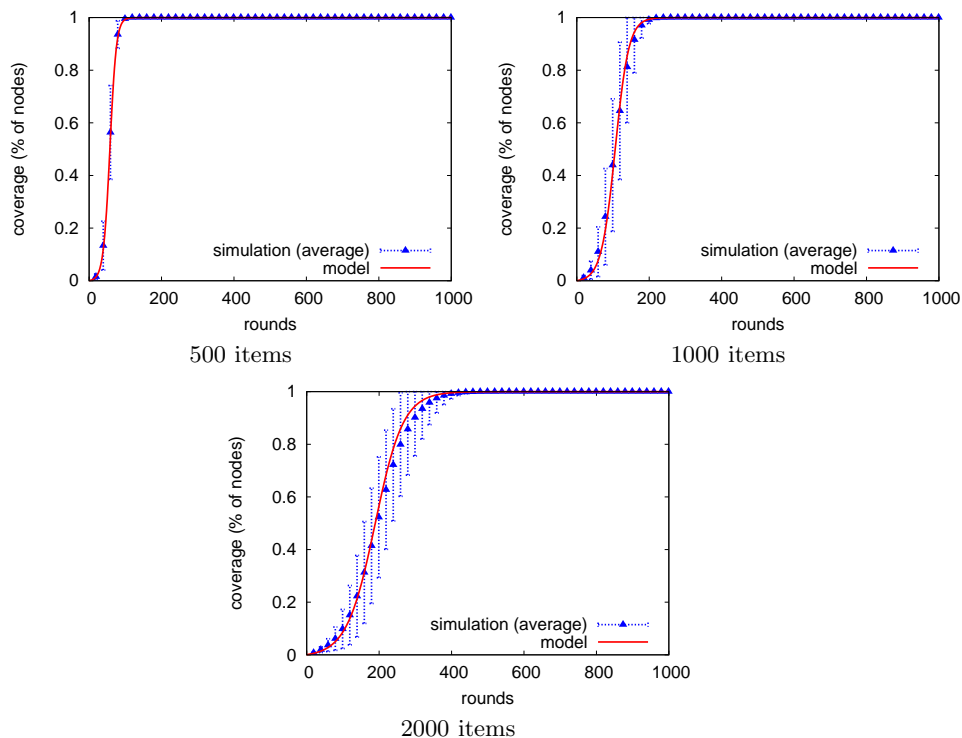 1
0.8
0.6
0.4
0.2
0
coverage (% of nodes)
simulation (average)
model
0 200 400 600 800 1000
rounds
500 items
1
0.8
0.6
0.4
0.2
0
coverage (% of nodes)
simulation (average)
model
0 200 400 600 800 1000
rounds
1000 items
1
0.8
0.6
0.4
0.2
0
coverage (% of nodes)
simulation (average)
model
0 200 400 600 800 1000
rounds
2000 items